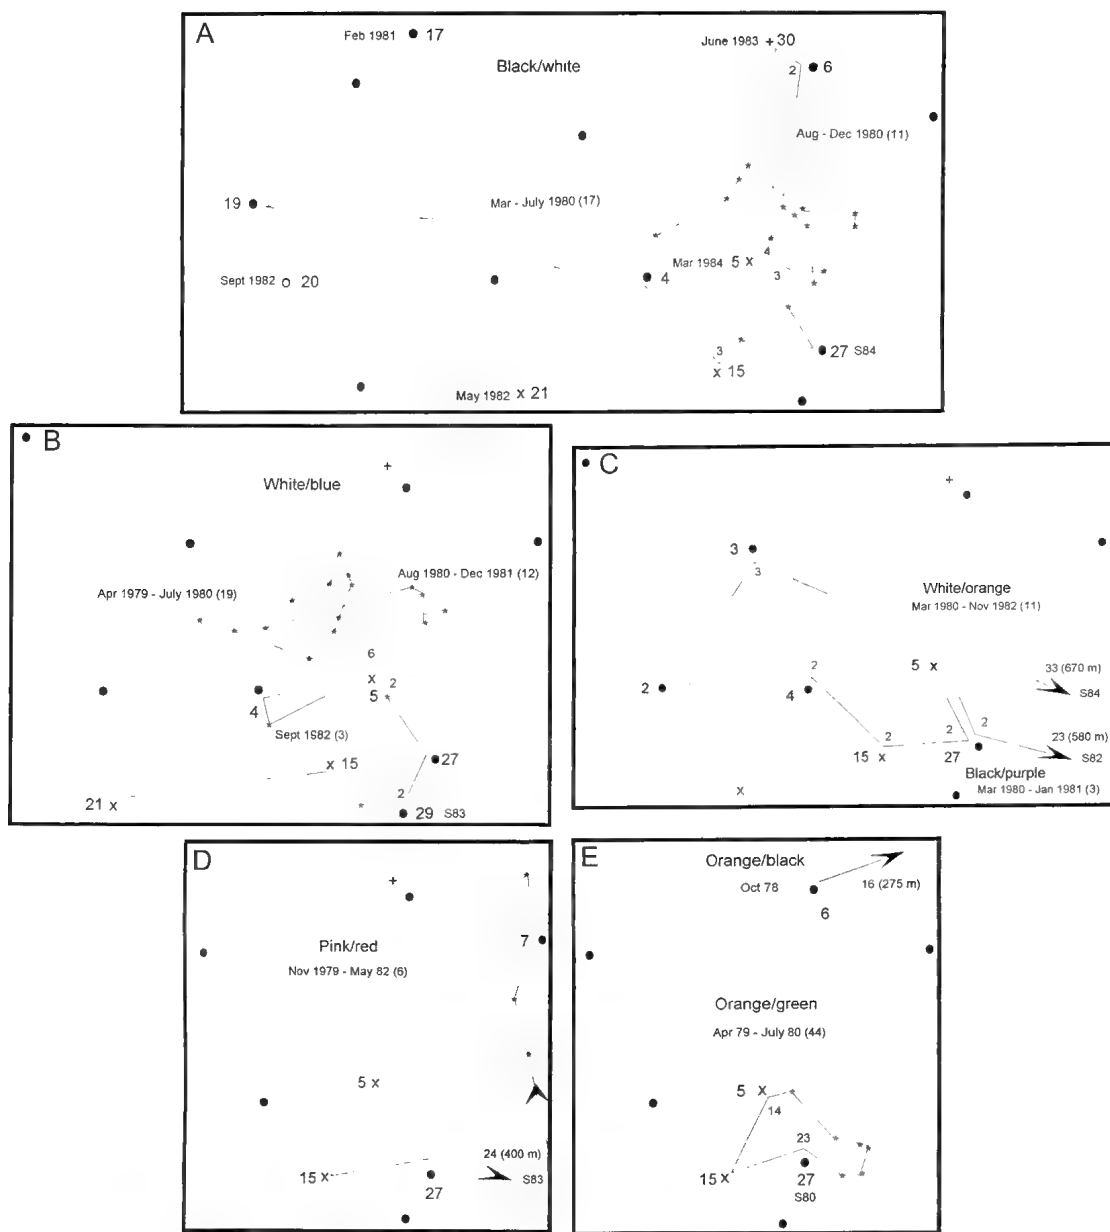 A
Feb 1981 17
June 1983 + 30
Black/white
2 6
Aug - Dec 1980 (11)
19
Mar - July 1980 (17)
4
Sept 1982 20
4
Mar 1984 5 x
3
3
27 S84
x 15
May 1982 x 21
B
+
White/blue
Apr 1979 - July 1980 (19)
Aug 1980 - Dec 1981 (12)
6
x
2
5
4
Sept 1982 (3)
x 15
27
21 x
2
29 S83
C
+
3
3
White/orange
Mar 1980 - Nov 1982 (11)
2
5 x
33 (670 m)
2
4
S84
2
2
2
23 (580 m)
15 x
27
S82
Black/purple
Mar 1980 - Jan 1981 (3)
x
D
+
7
Pink/red
Nov 1979 - May 82 (6)
5 x
24 (400 m)
15 x
S83
27
E
Orange/black
Oct 78
16 (275 m)
6
Orange/green
Apr 79 - July 80 (44)
5 x
14
23
15 x
27
S80